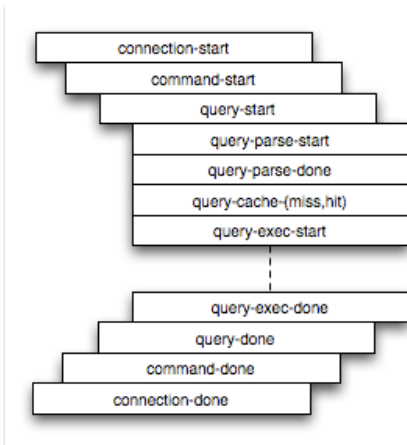 connection-start
command-start
query-start
query-parse-start
query-parse-done
query-cache-(miss,hit)
query-exec-start
query-exec-done
query-done
command-done
connection-done